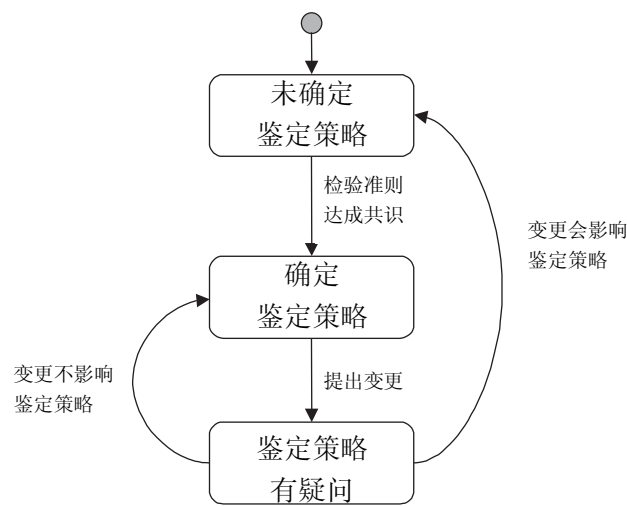 未确定
鉴定策略
检验准则
达成共识
变更会影响
鉴定策略
确定
鉴定策略
变更不影响
鉴定策略
提出变更
鉴定策略
有疑问